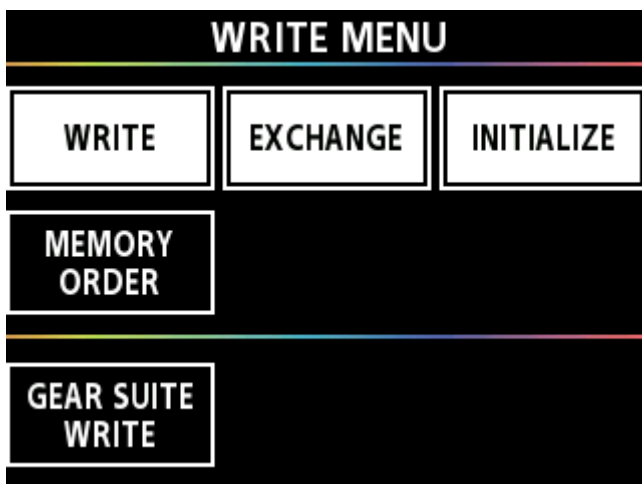 WRITE MENU
WRITE
EXCHANGE
INITIALIZE
MEMORY
ORDER
GEAR SUITE
WRITE